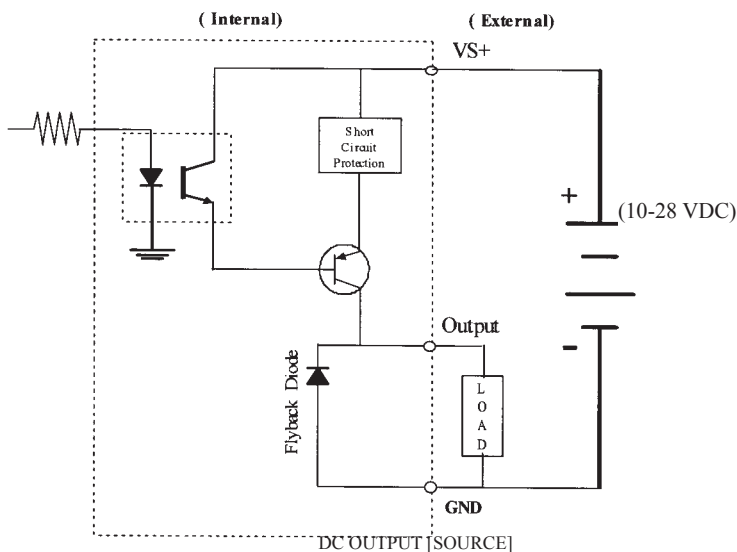 ( Internal)
( External)
VS+
Short
Circuit
Protection
+
(10-28 VDC)
Output
-
Flyback Diode
L
O
A
D
GND
DC OUTPUT [SOURCE]